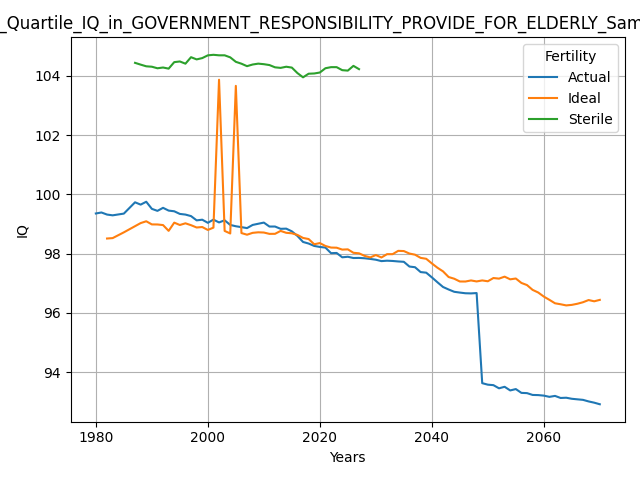 _Quartile_IQ_in_GOVERNMENT_RESPONSIBILITY_PROVIDE_FOR_ELDERLY_Sam
Fertility
Actual
Ideal
Sterile
IQ
104
102
100
98
96
94
1980 2000 2020 2040 2060
Years